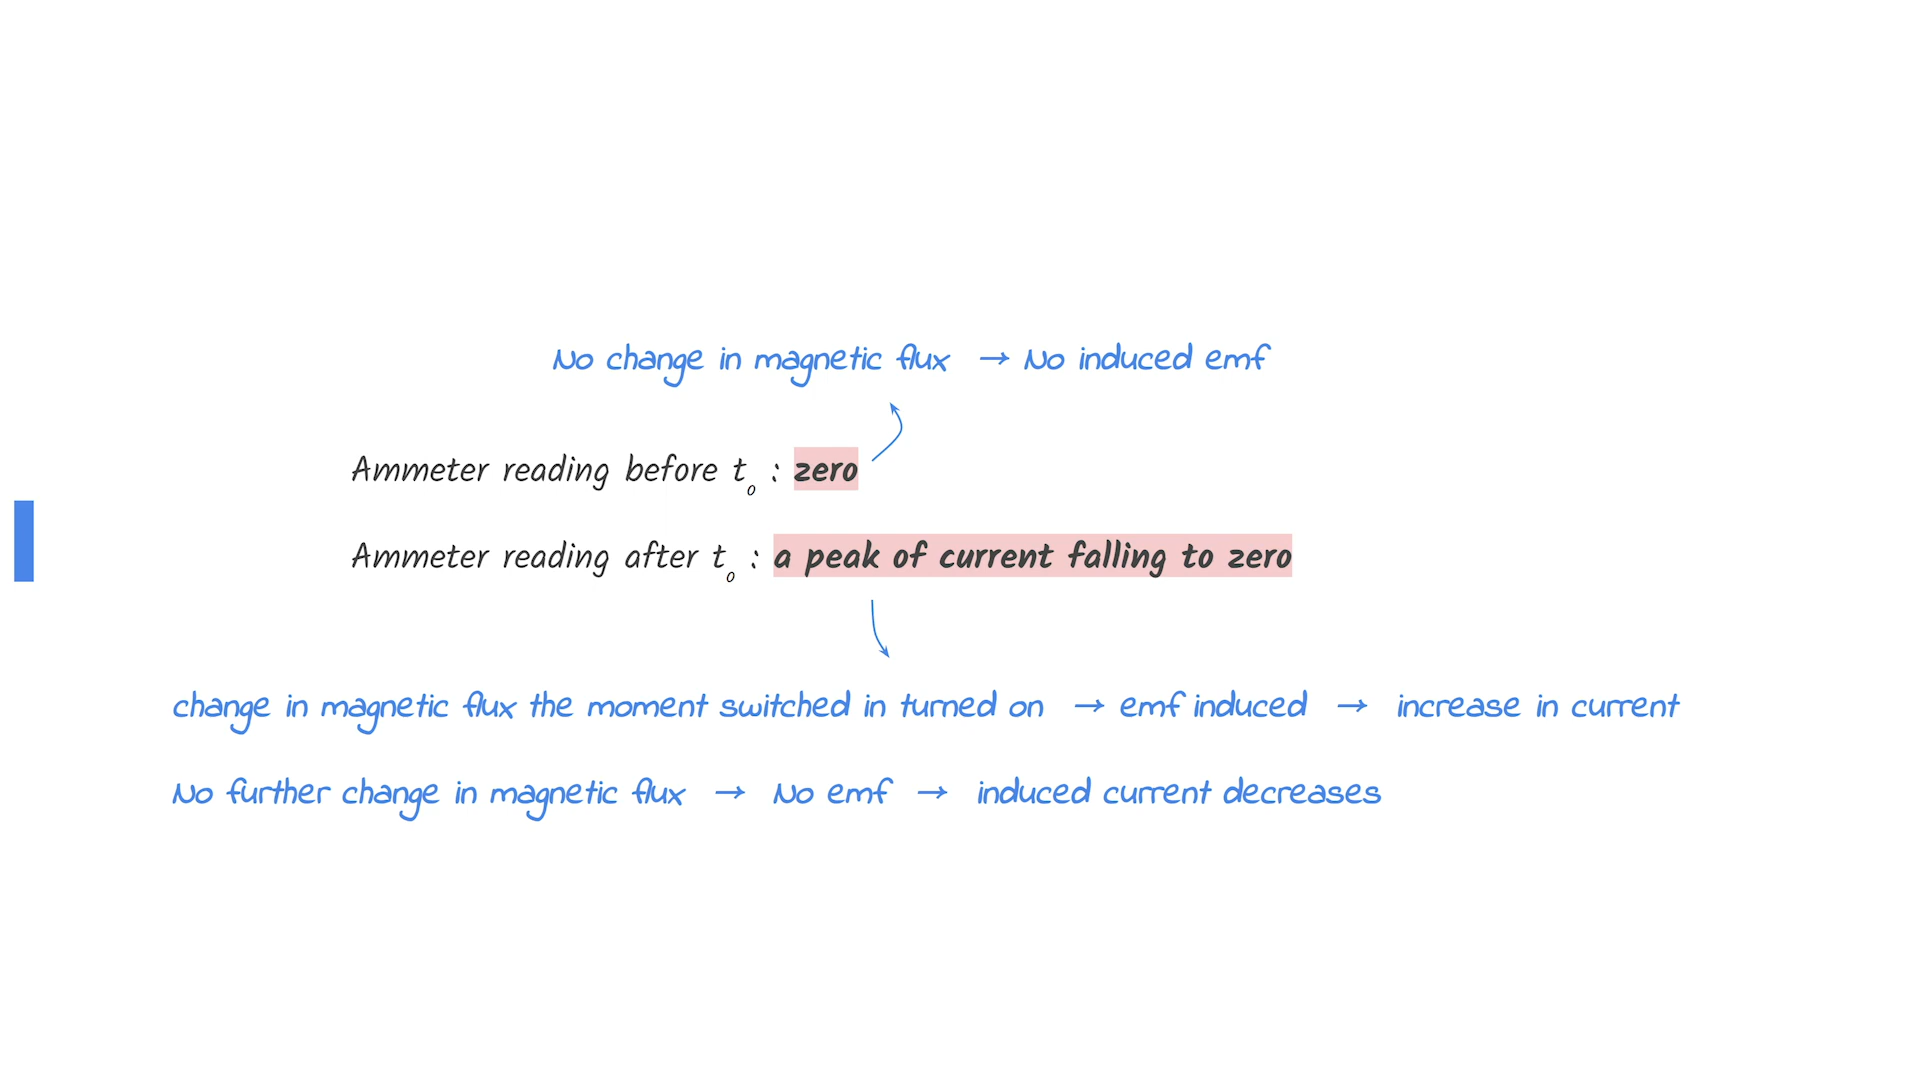 No change in magnetic flux → No induced emf
Ammeter reading before t₀ : zero
Ammeter reading after t₀ : a peak of current falling to zero
change in magnetic flux the moment switched in turned on → emf induced → increase in current
No further change in magnetic flux → No emf → induced current decreases